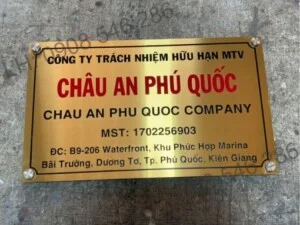 CÔNG TY TRÁCH NHIỆM HỮU HẠN MTV
CHÂU AN PHÚ QUỐC
CHAU AN PHU QUOC COMPANY
MST: 1702256903
ĐC: B9-206 Waterfront, Khu Phức Hợp Marina
Bãi Trường, Dương Tơ, Tp. Phú Quốc, Kiên Giang